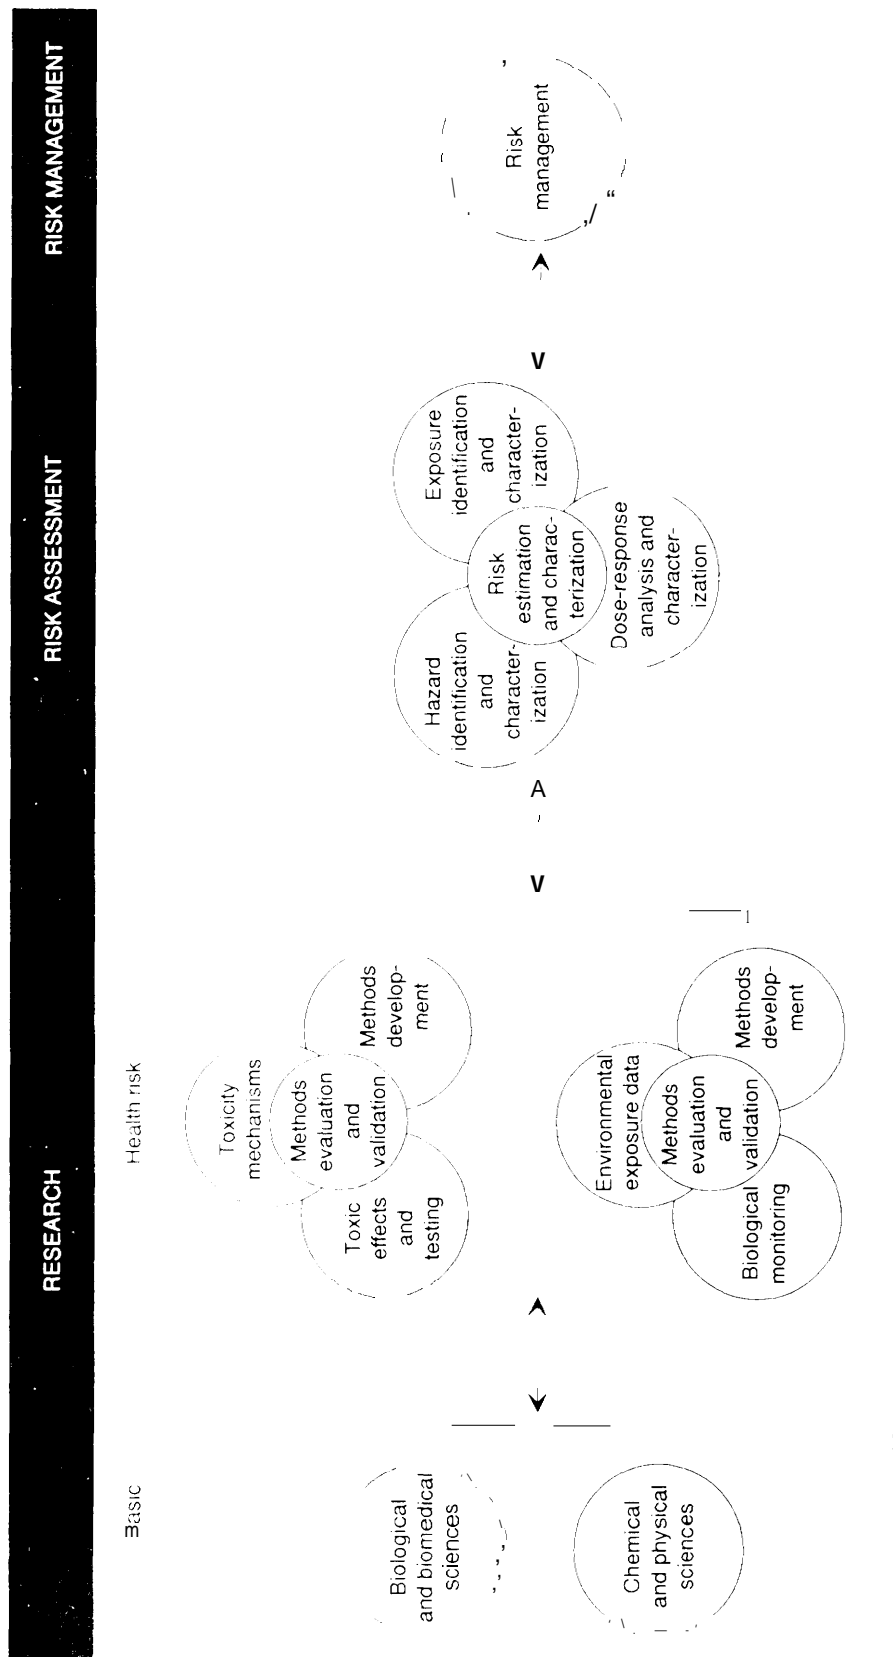 RESEARCH
RISK ASSESSMENT
RISK MANAGEMENT
Basic
Health risk
Biological
and biomedical
sciences
Chemical
and physical
sciences
Toxicity
mechanisms
Methods
evaluation
and
validation
Toxic
effects
and
testing
Methods
develop-
ment
Environmental
exposure data
Methods
evaluation
and
validation
Biological
monitoring
Methods
develop-
ment
Hazard
identification
and
character-
ization
Exposure
identification
and
character-
ization
Risk
estimation
and charac-
terization
Dose-response
analysis and
character-
ization
Risk
management